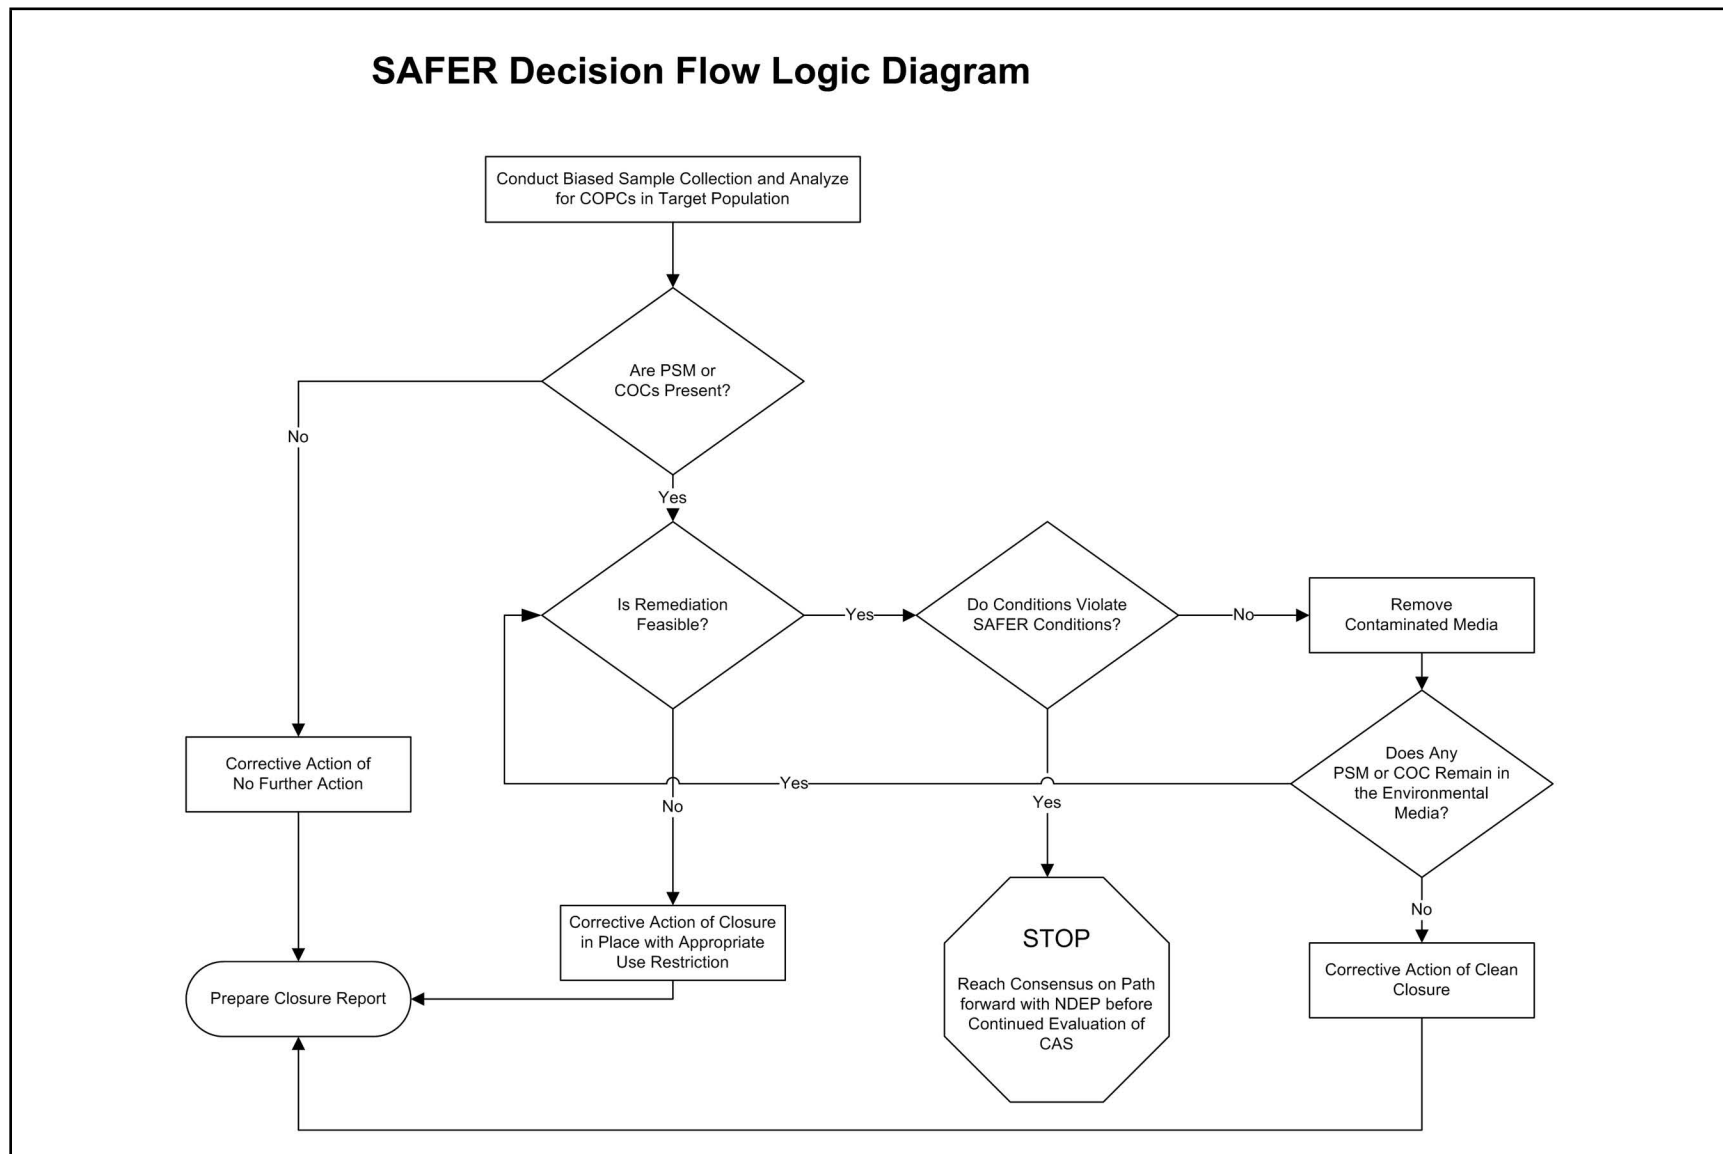 SAFER Decision Flow Logic Diagram
Conduct Biased Sample Collection and Analyze
for COPCs in Target Population
Are PSM or
COCs Present?
No
Yes
Is Remediation
Feasible?
Yes
Do Conditions Violate
SAFER Conditions?
No
Remove
Contaminated Media
Corrective Action of
No Further Action
Does Any
PSM or COC Remain in
the Environmental
Media?
Yes
No
Yes
No
Corrective Action of Closure
in Place with Appropriate
Use Restriction
STOP
Reach Consensus on Path
forward with NDEP before
Continued Evaluation of
CAS
Corrective Action of Clean
Closure
Prepare Closure Report